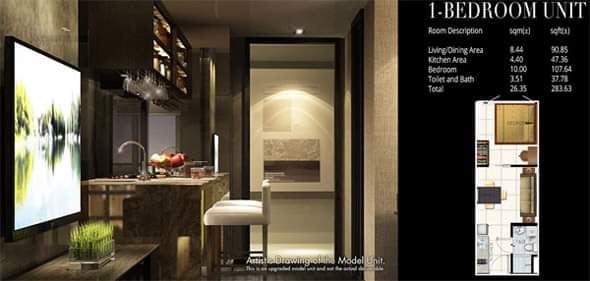 1-BEDROOM UNIT
Room Description sqm(±) sqft(±)
Living/Dining Area 8.44 90.85
Kitchen Area 4.40 47.36
Bedroom 10.00 107.64
Toilet and Bath 3.51 37.78
Total 26.35 283.63
Artistic Drawing of the Model Unit.
This is an upgraded model unit and not the actual deliverable.